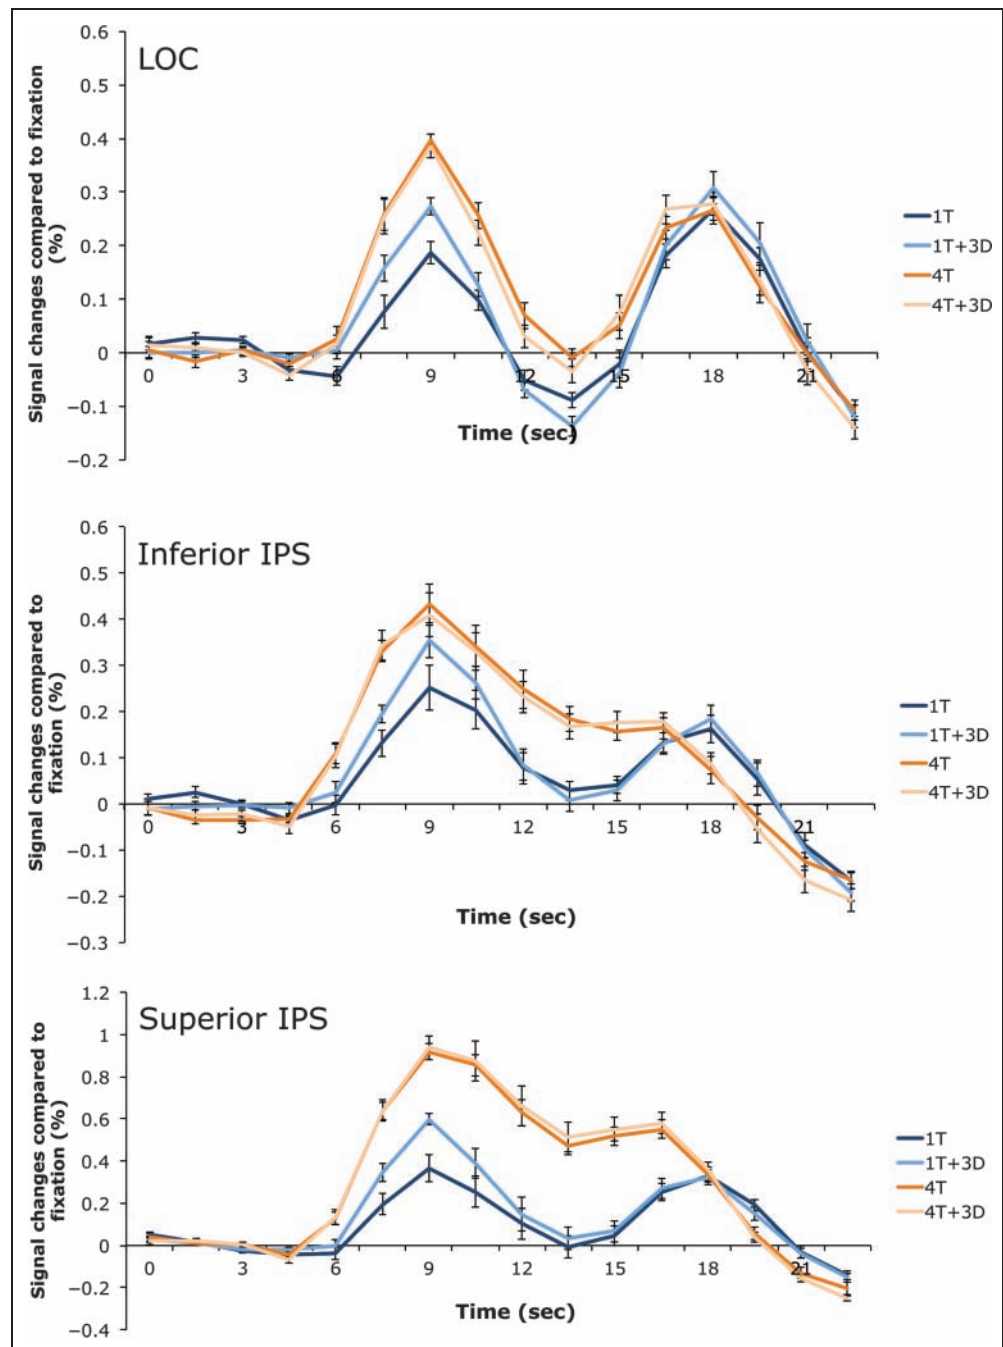 LOC
Signal changes compared to fixation
(%)
0.6
0.5
0.4
0.3
0.2
0.1
0
−0.1
−0.2
0
3
6
9
12
15
18
21
Time (sec)
1T
1T+3D
4T
4T+3D
Inferior IPS
Signal changes compared to
fixation (%)
0.6
0.5
0.4
0.3
0.2
0.1
0
−0.1
−0.2
−0.3
0
3
6
9
12
15
18
21
Time (sec)
1T
1T+3D
4T
4T+3D
Superior IPS
Signal changes compared to
fixation (%)
1.2
1
0.8
0.6
0.4
0.2
0
−0.2
−0.4
0
3
6
9
12
15
18
21
Time (sec)
1T
1T+3D
4T
4T+3D